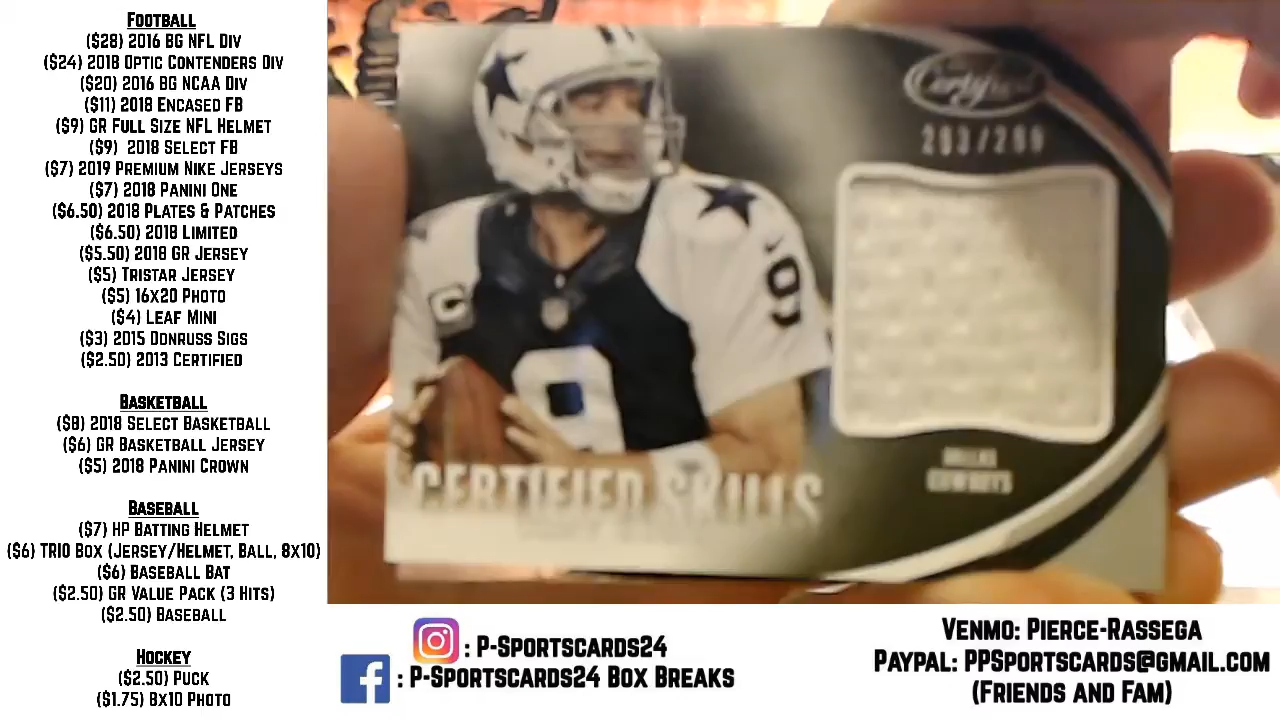 FOOTBALL
($28) 2016 BG NFL DIV
($24) 2018 OPTIC CONTENDERS DIV
($20) 2016 BG NCAA DIV
($11) 2018 ENCASED FB
($9) GR FULL SIZE NFL HELMET
($9) 2018 SELECT FB
($7) 2019 PREMIUM NIKE JERSEYS
($7) 2018 PANINI ONE
($6.50) 2018 PLATES & PATCHES
($6.50) 2018 LIMITED
($5.50) 2018 GR JERSEY
($5) TRISTAR JERSEY
($5) 16X20 PHOTO
($4) LEAF MINI
($3) 2015 DONRUSS SIGS
($2.50) 2013 CERTIFIED
BASKETBALL
($8) 2018 SELECT BASKETBALL
($6) GR BASKETBALL JERSEY
($5) 2018 PANINI CROWN
BASEBALL
($7) HP BATTING HELMET
($6) TRIO BOX (JERSEY/HELMET, BALL, 8X10)
($6) BASEBALL BAT
($2.50) GR VALUE PACK (3 HITS)
($2.50) BASEBALL
HOCKEY
($2.50) PUCK
($1.75) 8X10 PHOTO
Certified
203/299
C
9
9
DALLAS
COWBOYS
CERTIFIED SKILLS
: P-SPORTSCARDS24
: P-SPORTSCARDS24 BOX BREAKS
VENMO: PIERCE-RASSEGA
PAYPAL: PPSPORTSCARDS@GMAIL.COM
(FRIENDS AND FAM)